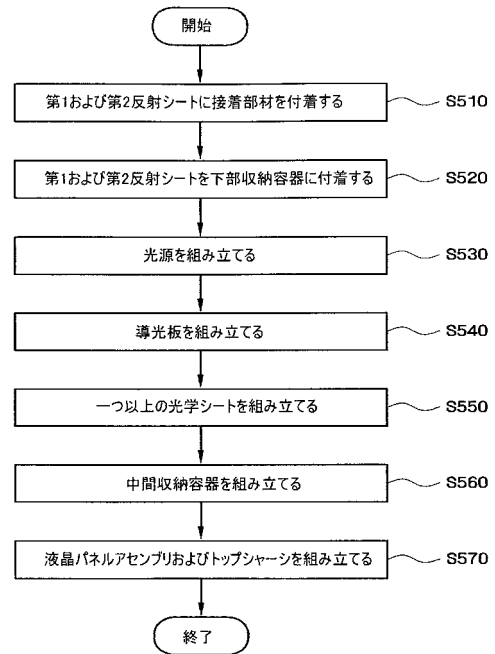 開始
第1および第2反射シートに接着部材を付着する
S510
第1および第2反射シートを下部収納容器に付着する
S520
光源を組み立てる
S530
導光板を組み立てる
S540
一つ以上の光学シートを組み立てる
S550
中間収納容器を組み立てる
S560
液晶パネルアセンブリおよびトップシャーシを組み立てる
S570
終了